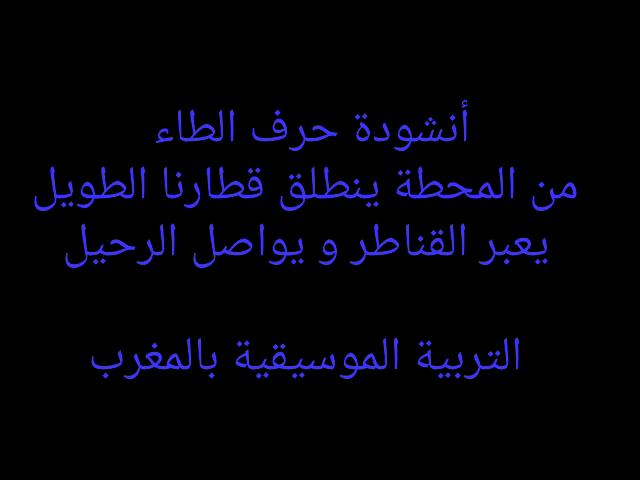 أنشودة حرف الطاء
من المحطة ينطلق قطارنا الطويل
يعبر القناطر و يواصل الرحيل
التربية الموسيقية بالمغرب